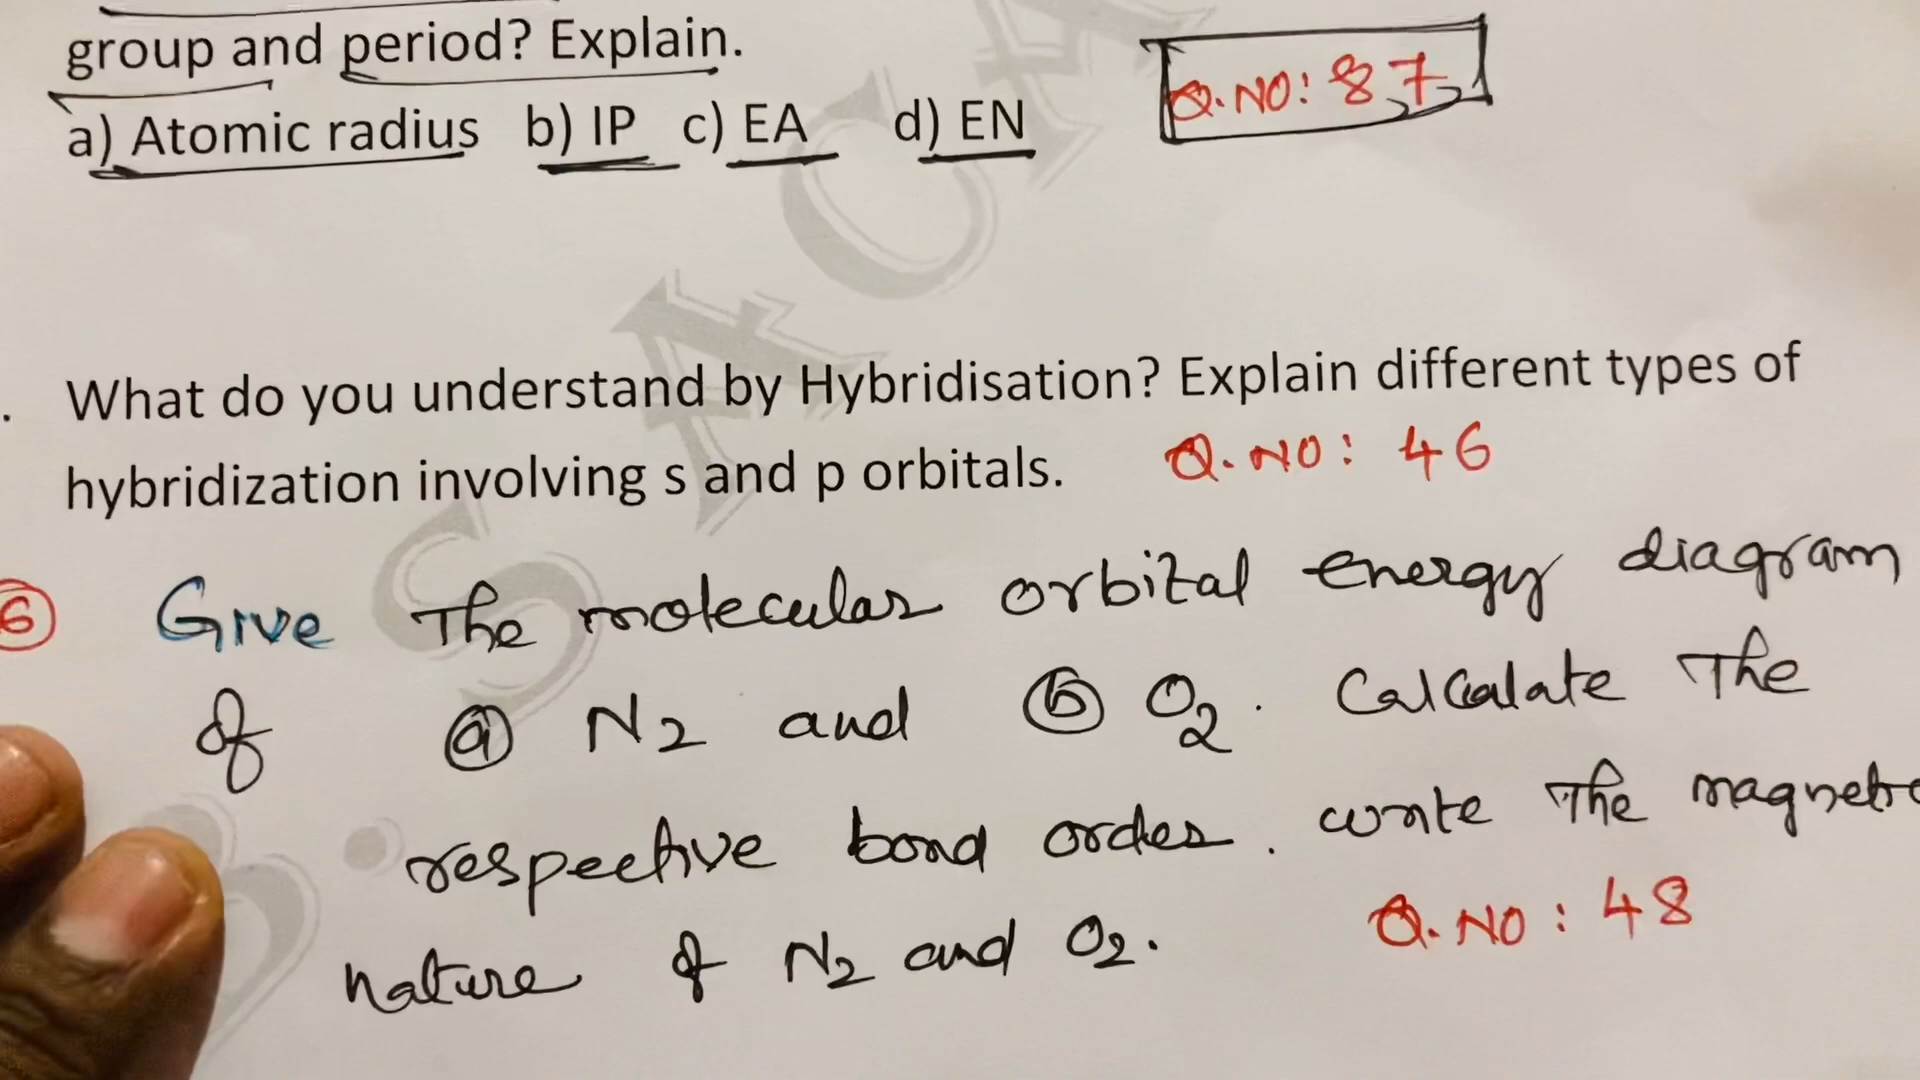 group and period? Explain.
a) Atomic radius b) IP c) EA d) EN
Q.NO: 87
What do you understand by Hybridisation? Explain different types of
hybridization involving s and p orbitals. Q.NO: 46
6 Give The molecular orbital energy diagram
of a N2 and b O2. Calculate The
respective bond order. write The magnetic
nature of N2 and O2. Q.NO: 48